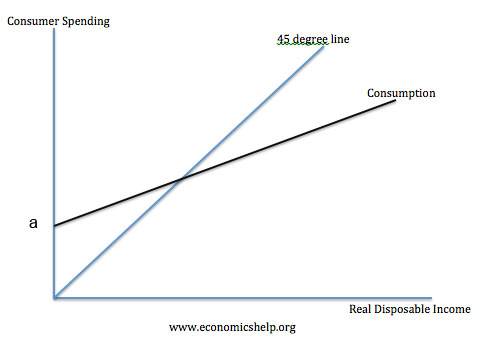 Consumer Spending
45 degree line
Consumption
a
Real Disposable Income
www.economicshelp.org